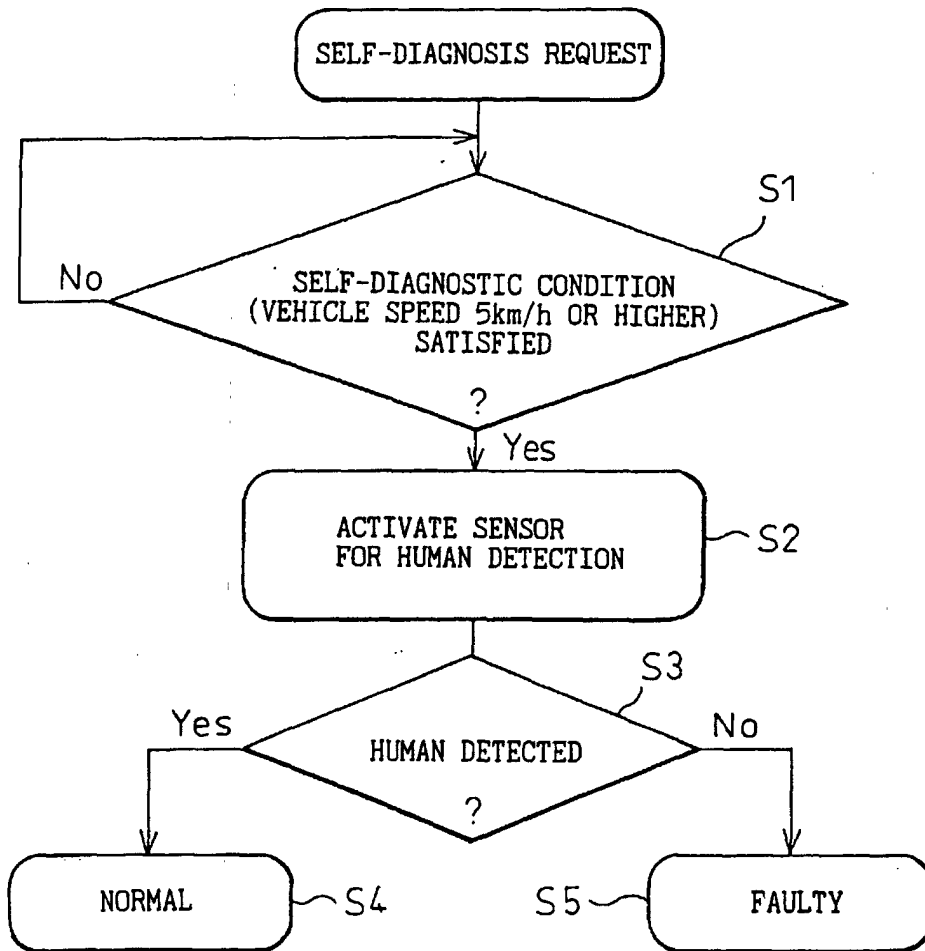 SELF-DIAGNOSIS REQUEST
S1
No
SELF-DIAGNOSTIC CONDITION
(VEHICLE SPEED 5km/h OR HIGHER)
SATISFIED
?
Yes
ACTIVATE SENSOR
FOR HUMAN DETECTION
S2
S3
Yes
No
HUMAN DETECTED
?
NORMAL
S4
S5
FAULTY